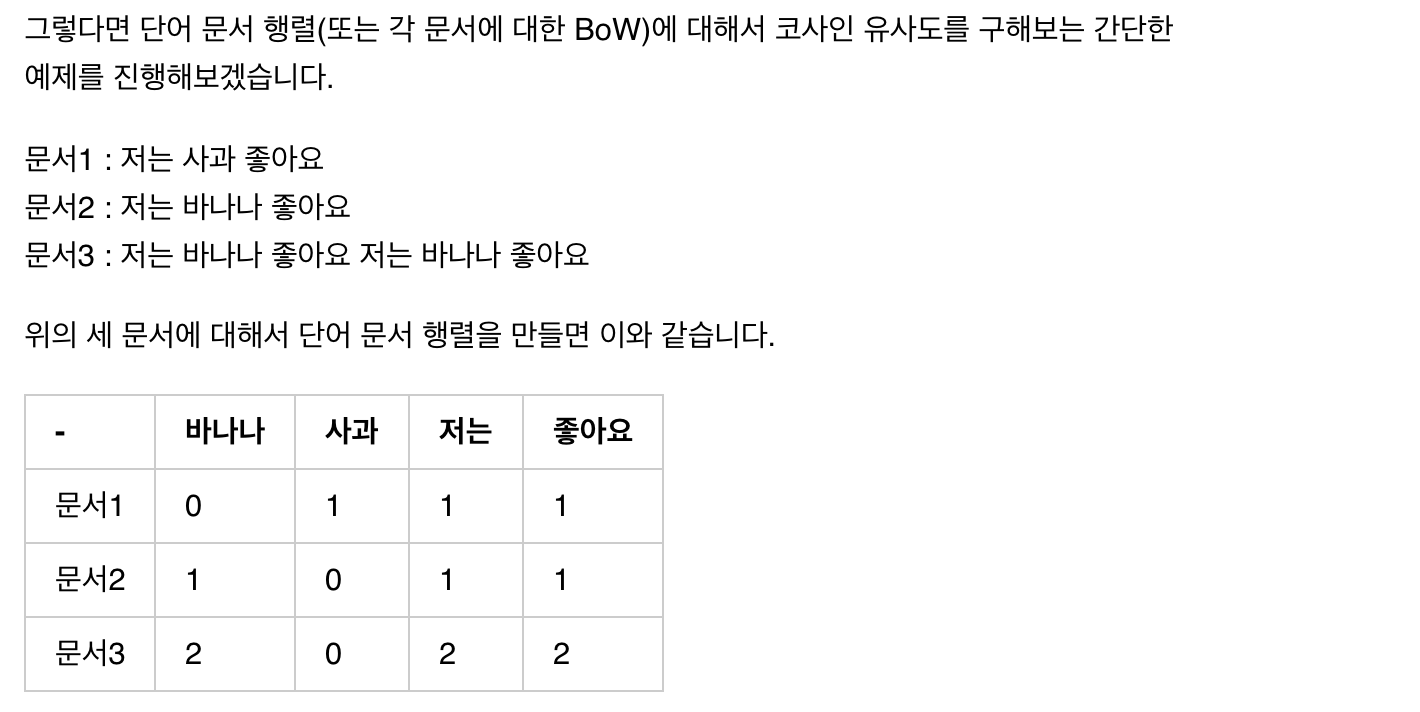 그렇다면 단어 문서 행렬(또는 각 문서에 대한 BoW)에 대해서 코사인 유사도를 구해보는 간단한
예제를 진행해보겠습니다.
문서1 : 저는 사과 좋아요
문서2 : 저는 바나나 좋아요
문서3 : 저는 바나나 좋아요 저는 바나나 좋아요
위의 세 문서에 대해서 단어 문서 행렬을 만들면 이와 같습니다.
- 바나나 사과 저는 좋아요
문서1 0 1 1 1
문서2 1 0 1 1
문서3 2 0 2 2